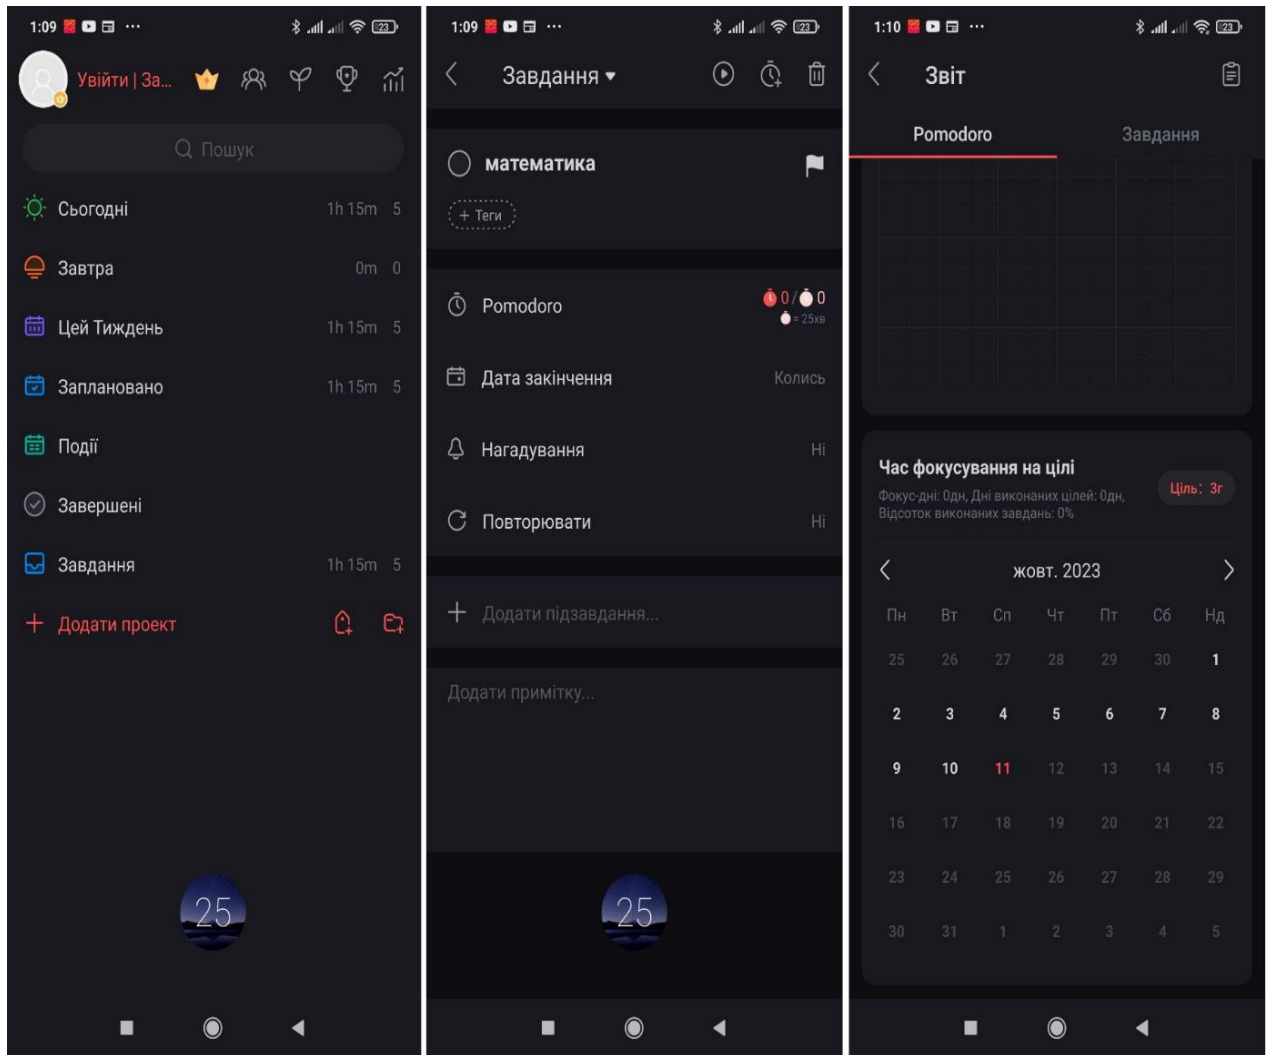 1:09 ... 23
Увійти | За...
Пошук
Сьогодні 1h 15m 5
Завтра 0m 0
Цей Тиждень 1h 15m 5
Заплановано 1h 15m 5
Події
Завершені
Завдання 1h 15m 5
+ Додати проект
25
1:09 ... 23
Завдання
математика
+ Теги
Pomodoro 0/0
= 25хв
Дата закінчення Колись
Нагадування Ні
Повторювати Ні
+ Додати підзавдання...
Додати примітку...
25
1:10 ... 23
Звіт
Pomodoro Завдання
Час фокусування на цілі
Фокус-дні: 0дн, Дні виконаних цілей: 0дн,
Відсоток виконаних завдань: 0%
Ціль: 3г
жовт. 2023
Пн Вт Сп Чт Пт Сб Нд
25 26 27 28 29 30 1
2 3 4 5 6 7 8
9 10 11 12 13 14 15
16 17 18 19 20 21 22
23 24 25 26 27 28 29
30 31 1 2 3 4 5